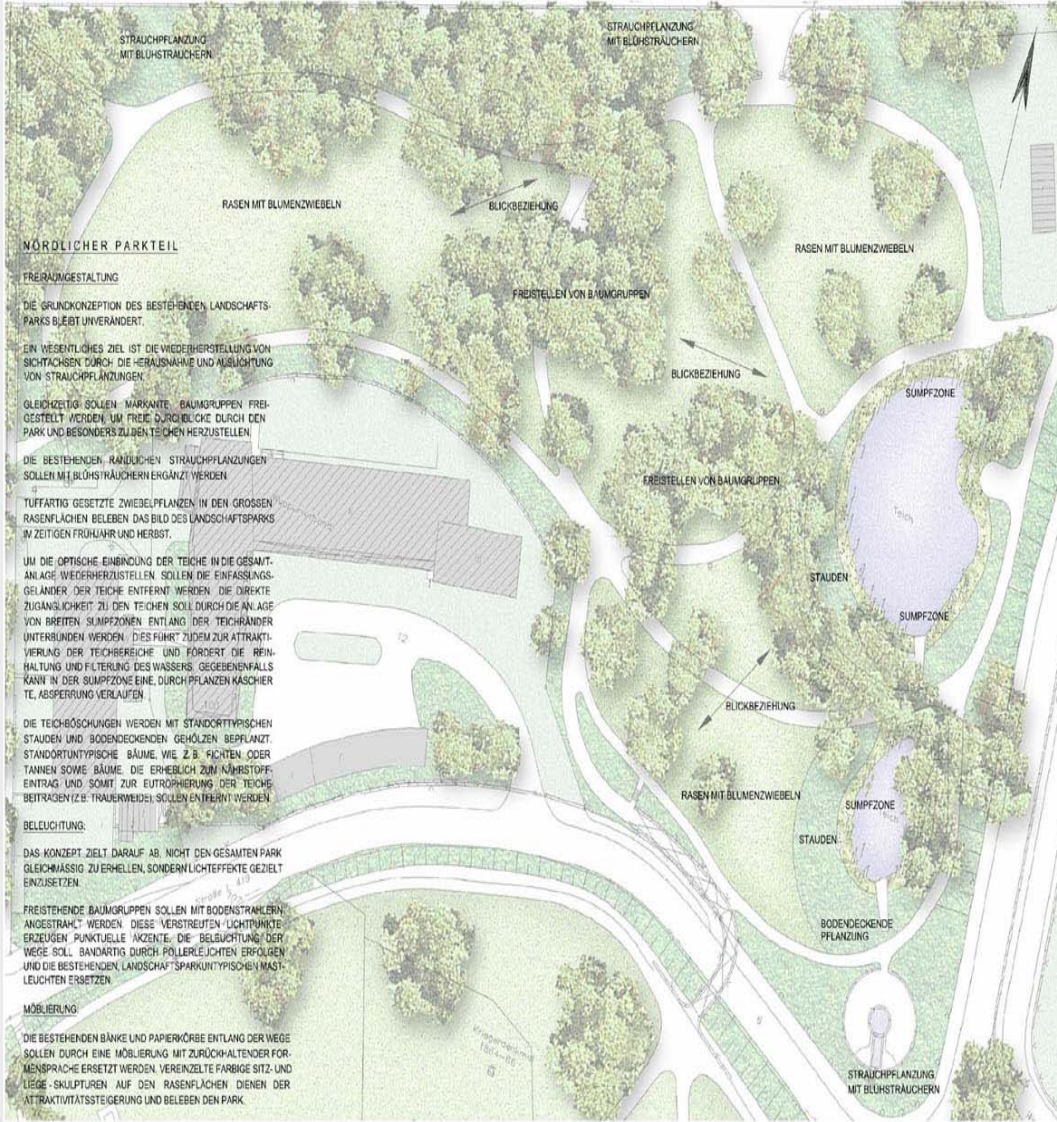 STRAUCHPFLANZUNG
MIT BLÜHSTRÄUCHERN
STRAUCHPFLANZUNG
MIT BLÜHSTRÄUCHERN
RASEN MIT BLUMENZWIEBELN
BLICKBEZIEHUNG
RASEN MIT BLUMENZWIEBELN
FREISTELLEN VON BAUMGRUPPEN
BLICKBEZIEHUNG
SUMPFZONE
FREISTELLEN VON BAUMGRUPPEN
Teich
STAUDEN
SUMPFZONE
BLICKBEZIEHUNG
RASEN MIT BLUMENZWIEBELN
SUMPFZONE
Teich
STAUDEN
BODENDECKENDE
PFLANZUNG
STRAUCHPFLANZUNG
MIT BLÜHSTRÄUCHERN
12
6
Straße L 419
NÖRDLICHER PARKTEIL
FREIRAUMGESTALTUNG
DIE GRUNDKONZEPTION DES BESTEHENDEN LANDSCHAFTS-
PARKS BLEIBT UNVERÄNDERT.
EIN WESENTLICHES ZIEL IST DIE WIEDERHERSTELLUNG VON
SICHTACHSEN DURCH DIE HERAUSNAHME UND AUSLICHTUNG
VON STRAUCHPFLANZUNGEN.
GLEICHZEITIG SOLLEN MARKANTE BAUMGRUPPEN FREI-
GESTELLT WERDEN, UM FREIE DURCHBLICKE DURCH DEN
PARK UND BESONDERS ZU DEN TEICHEN HERZUSTELLEN.
DIE BESTEHENDEN RANDLICHEN STRAUCHPFLANZUNGEN
SOLLEN MIT BLÜHSTRÄUCHERN ERGÄNZT WERDEN.
TUFFARTIG GESETZTE ZWIEBELPFLANZEN IN DEN GROSSEN
RASENFLÄCHEN BELEBEN DAS BILD DES LANDSCHAFTSPARKS
IM ZEITIGEN FRÜHJAHR UND HERBST.
UM DIE OPTISCHE EINBINDUNG DER TEICHE IN DIE GESAMT-
ANLAGE WIEDERHERZUSTELLEN, SOLLEN DIE EINFASSUNGS-
GELÄNDER DER TEICHE ENTFERNT WERDEN. DIE DIREKTE
ZUGÄNGLICHKEIT ZU DEN TEICHEN SOLL DURCH DIE ANLAGE
VON BREITEN SUMPFZONEN ENTLANG DER TEICHRÄNDER
UNTERBUNDEN WERDEN. DIES FÜHRT ZUDEM ZUR ATTRAKTI-
VIERUNG DER TEICHBEREICHE UND FÖRDERT DIE REIN-
HALTUNG UND FILTERUNG DES WASSERS. GEGEBENENFALLS
KANN IN DER SUMPFZONE EINE, DURCH PFLANZEN KASCHIER
TE, ABSPERRUNG VERLAUFEN.
DIE TEICHBÖSCHUNGEN WERDEN MIT STANDORTTYPISCHEN
STAUDEN UND BODENDECKENDEN GEHÖLZEN BEPFLANZT.
STANDORTUNTYPISCHE BÄUME, WIE Z.B. FICHTEN ODER
TANNEN SOWIE BÄUME, DIE ERHEBLICH ZUM NÄHRSTOFF-
EINTRAG UND SOMIT ZUR EUTROPHIERUNG DER TEICHE
BEITRAGEN (Z.B. TRAUERWEIDE), SOLLEN ENTFERNT WERDEN.
BELEUCHTUNG:
DAS KONZEPT ZIELT DARAUF AB, NICHT DEN GESAMTEN PARK
GLEICHMÄSSIG ZU ERHELLEN, SONDERN LICHTEFFEKTE GEZIELT
EINZUSETZEN.
FREISTEHENDE BAUMGRUPPEN SOLLEN MIT BODENSTRAHLERN
ANGESTRAHLT WERDEN. DIESE VERSTREUTEN LICHTPUNKTE
ERZEUGEN PUNKTUELLE AKZENTE. DIE BELEUCHTUNG DER
WEGE SOLL BANDARTIG DURCH POLLERLEUCHTEN ERFOLGEN
UND DIE BESTEHENDEN, LANDSCHAFTSPARKUNTYPISCHEN MAST-
LEUCHTEN ERSETZEN.
MÖBLIERUNG:
DIE BESTEHENDEN BÄNKE UND PAPIERKÖRBE ENTLANG DER WEGE
SOLLEN DURCH EINE MÖBLIERUNG MIT ZURÜCKHALTENDER FOR-
MENSPRACHE ERSETZT WERDEN. VEREINZELTE FARBIGE SITZ- UND
LIEGE - SKULPTUREN AUF DEN RASENFLÄCHEN DIENEN DER
ATTRAKTIVITÄTSSTEIGERUNG UND BELEBEN DEN PARK.